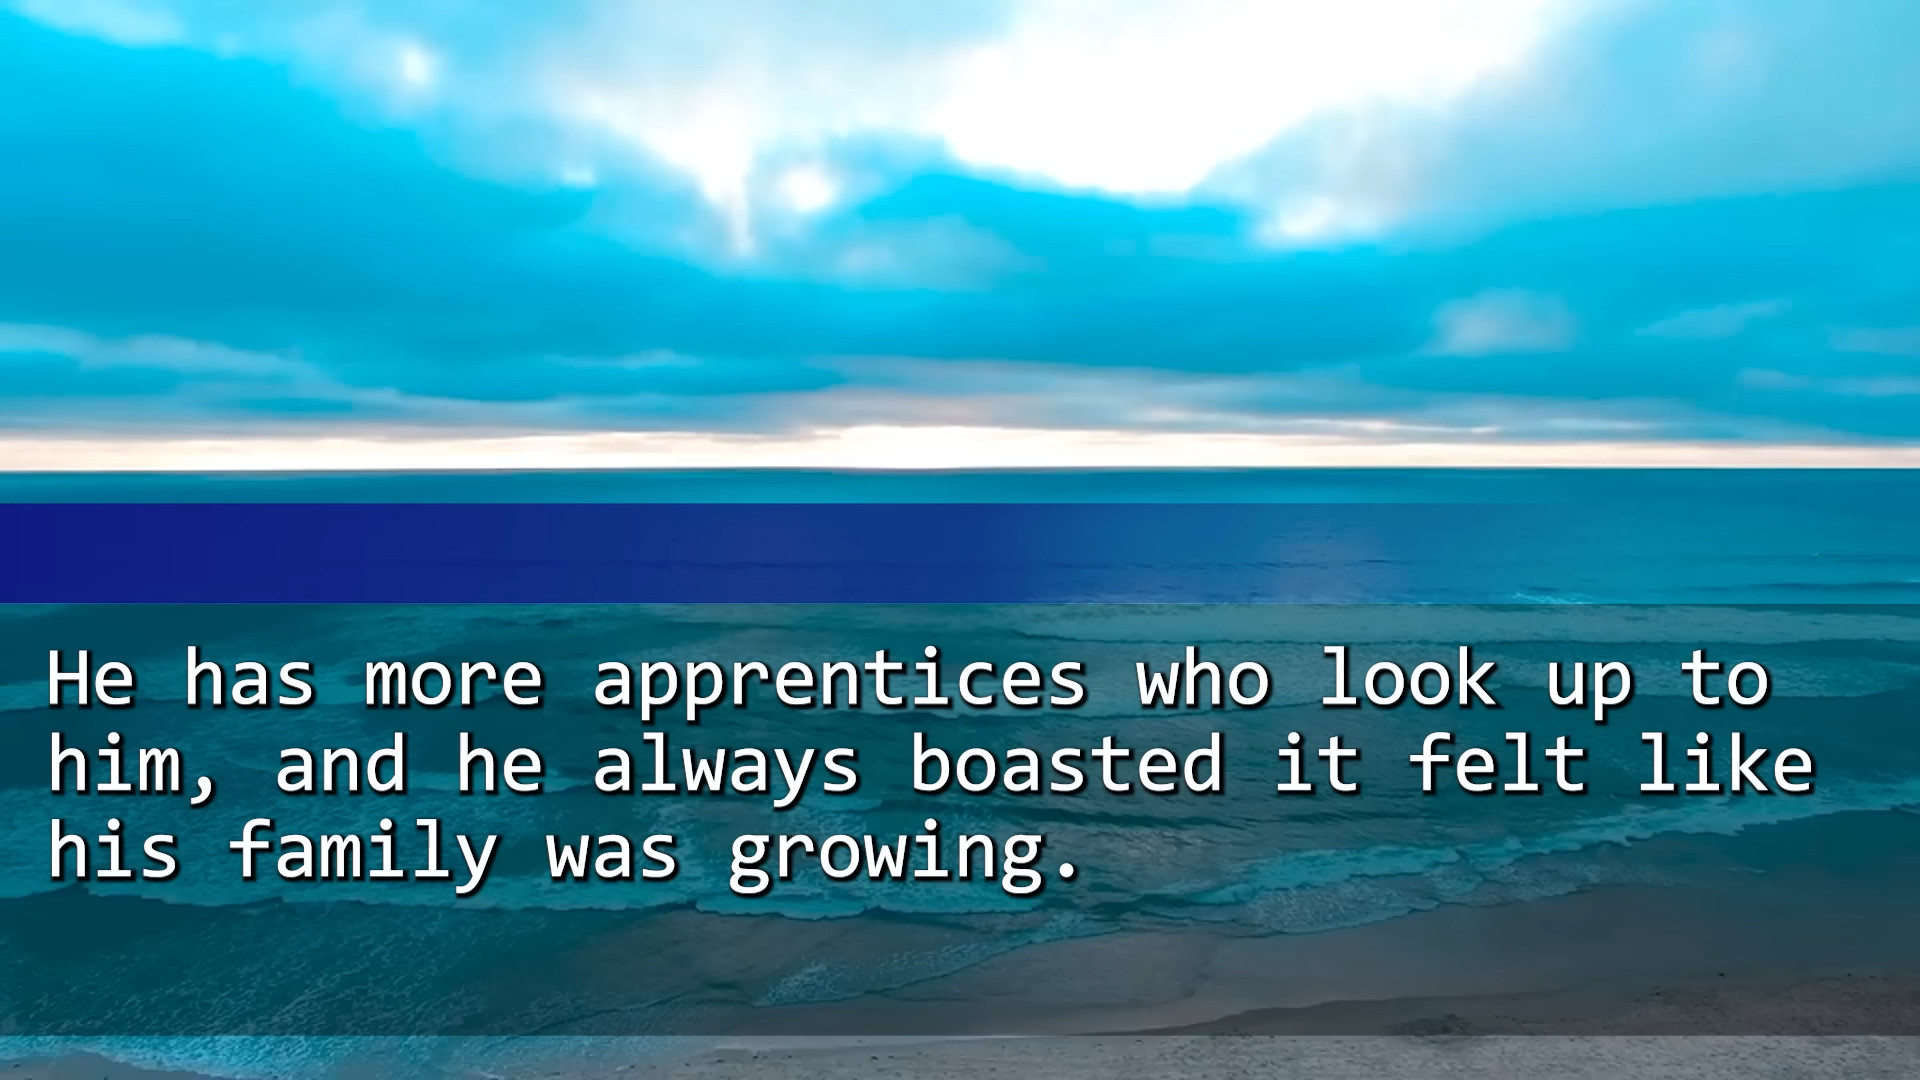 He has more apprentices who look up to
him, and he always boasted it felt like
his family was growing.